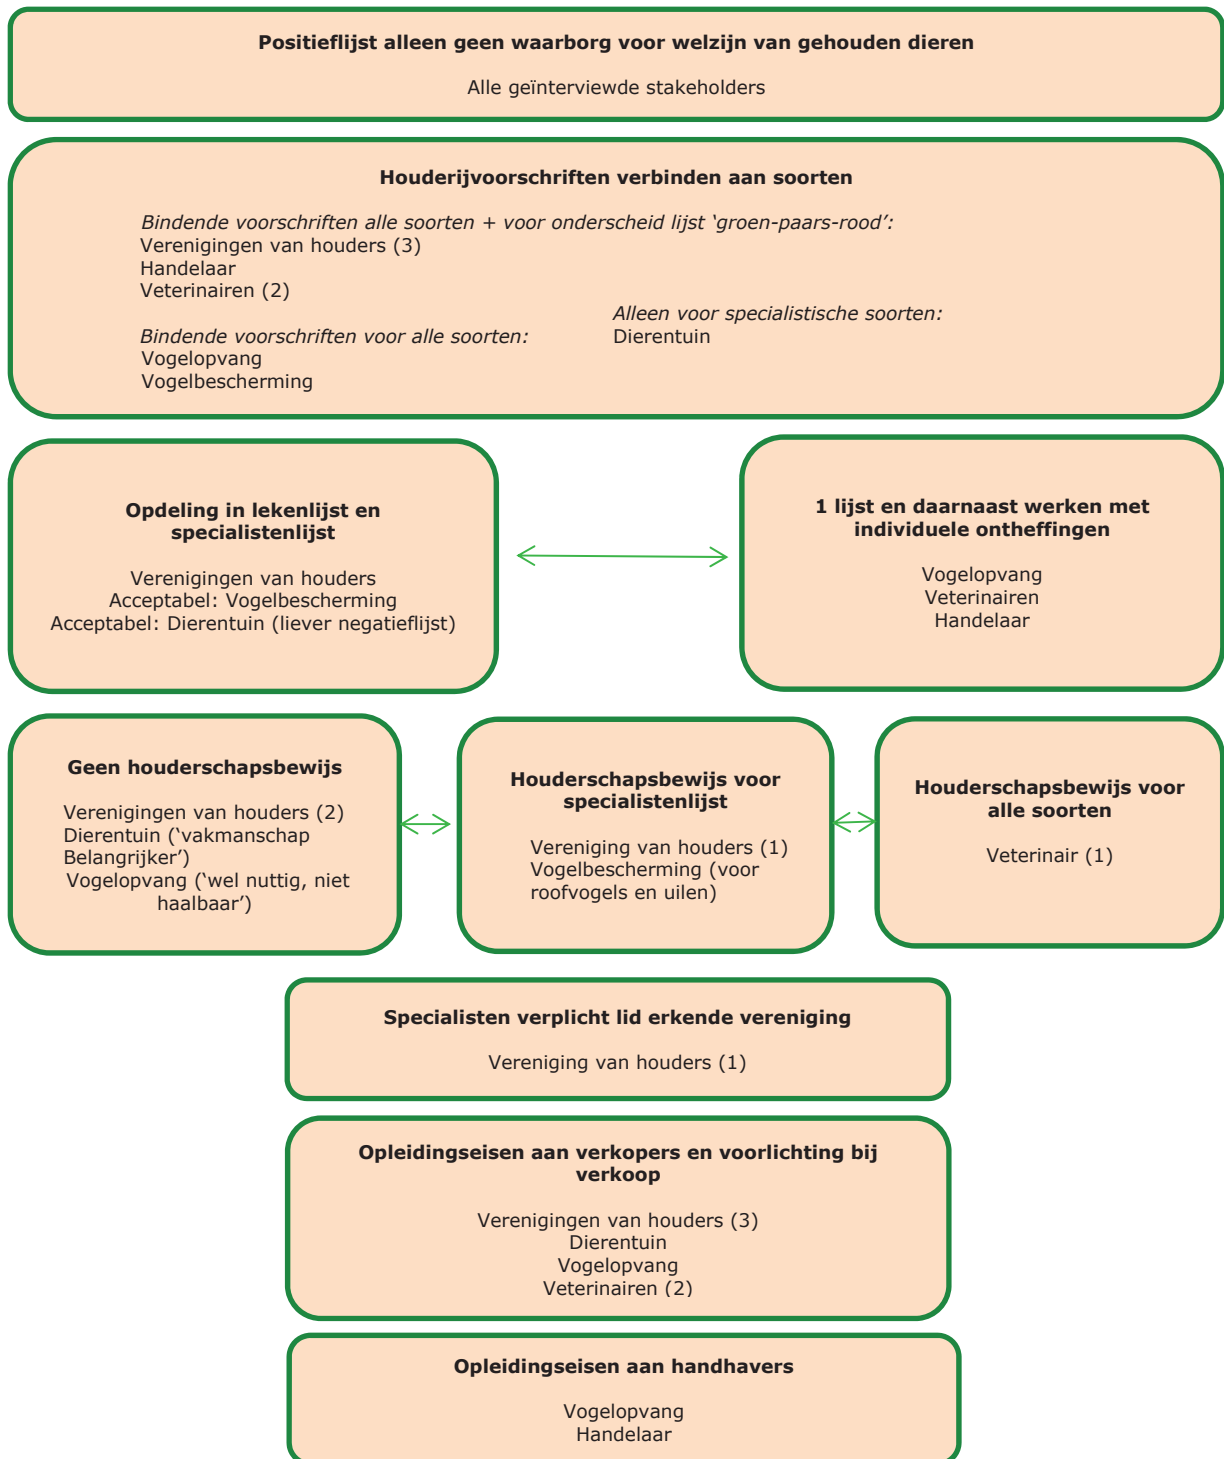 Positieflijst alleen geen waarborg voor welzijn van gehouden dieren
Alle geïnterviewde stakeholders
Houderijvoorschriften verbinden aan soorten
Bindende voorschriften alle soorten + voor onderscheid lijst ‘groen-paars-rood’:
Verenigingen van houders (3)
Handelaar
Veterinairen (2)
Bindende voorschriften voor alle soorten:
Vogelopvang
Vogelbescherming
Alleen voor specialistische soorten:
Dierentuin
Opdeling in lekenlijst en
specialistenlijst
Verenigingen van houders
Acceptabel: Vogelbescherming
Acceptabel: Dierentuin (liever negatieflijst)
1 lijst en daarnaast werken met
individuele ontheffingen
Vogelopvang
Veterinairen
Handelaar
Geen houderschapsbewijs
Verenigingen van houders (2)
Dierentuin (‘vakmanschap
Belangrijker’)
Vogelopvang (‘wel nuttig, niet
haalbaar’)
Houderschapsbewijs voor
specialistenlijst
Vereniging van houders (1)
Vogelbescherming (voor
roofvogels en uilen)
Houderschapsbewijs voor
alle soorten
Veterinair (1)
Specialisten verplicht lid erkende vereniging
Vereniging van houders (1)
Opleidingseisen aan verkopers en voorlichting bij
verkoop
Verenigingen van houders (3)
Dierentuin
Vogelopvang
Veterinairen (2)
Opleidingseisen aan handhavers
Vogelopvang
Handelaar